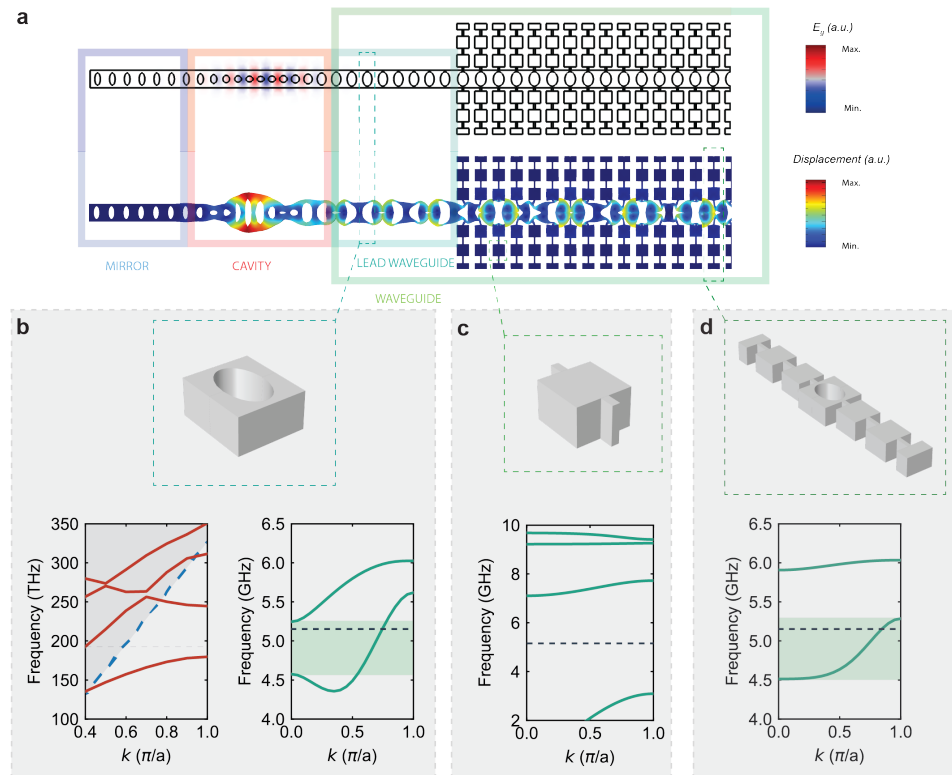 a
E_y (a.u.)
Max.
Min.
Displacement (a.u.)
Max.
Min.
MIRROR
CAVITY
LEAD WAVEGUIDE
WAVEGUIDE
b
c
d
350
300
250
200
150
100
Frequency (THz)
0.4
0.6
0.8
1.0
k (π/a)
6.5
6.0
5.5
5.0
4.5
4.0
Frequency (GHz)
0.0
0.5
1.0
k (π/a)
10
8
6
4
2
Frequency (GHz)
0.0
0.5
1.0
k (π/a)
6.5
6.0
5.5
5.0
4.5
4.0
Frequency (GHz)
0.0
0.5
1.0
k (π/a)